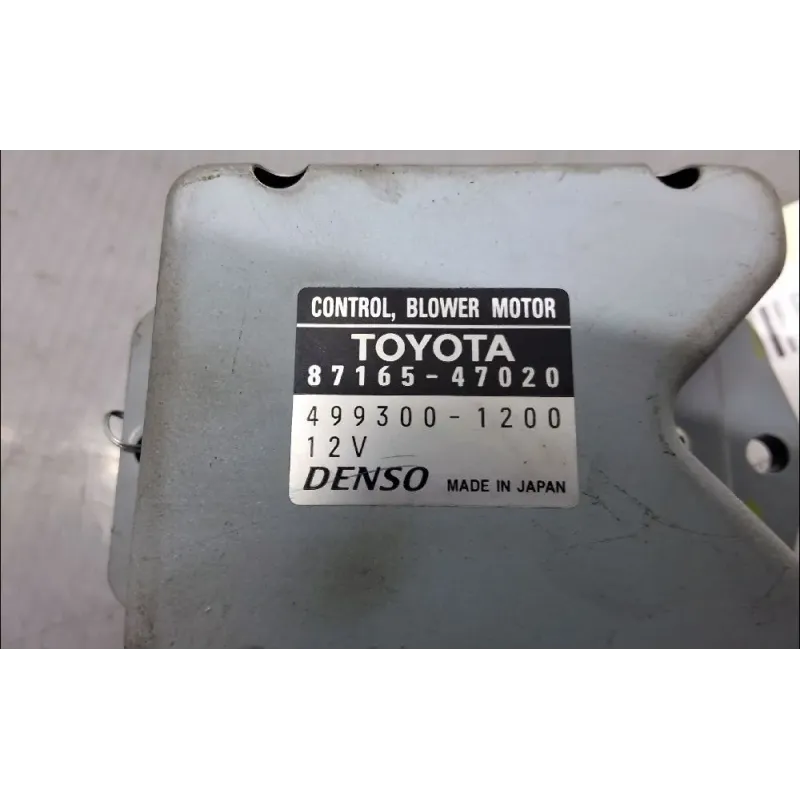 CONTROL, BLOWER MOTOR
TOYOTA
87165-47020
499300-1200
12V
DENSO MADE IN JAPAN